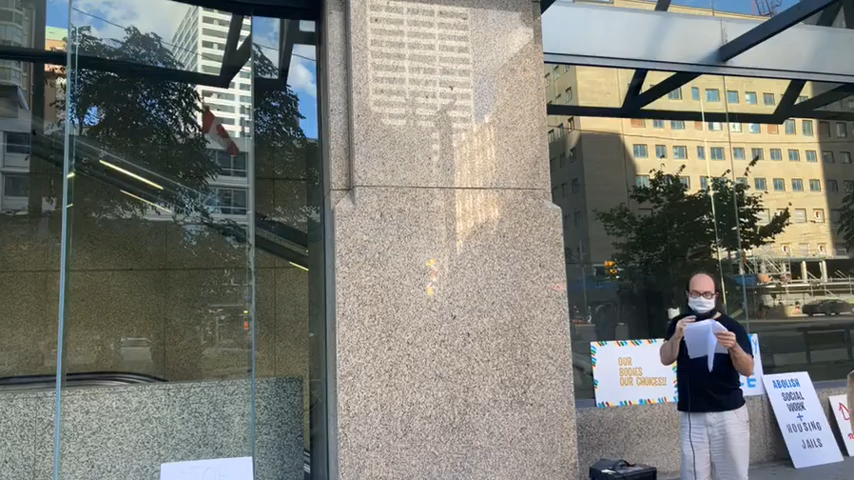 OUR
BODIES
OUR CHOICES!!
ABOLISH
SOCIAL
WORK
+
HOUSING
JAILS